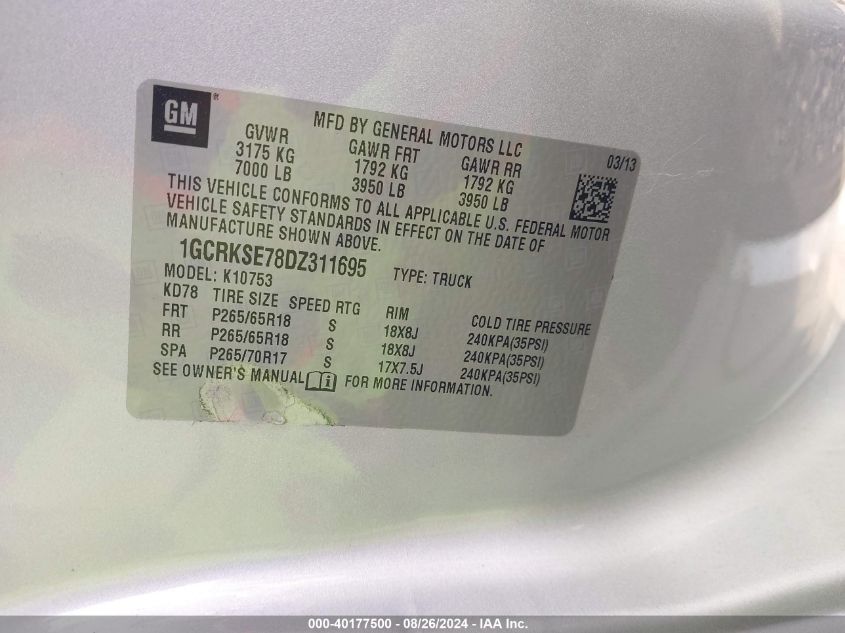 GM®
MFD BY GENERAL MOTORS LLC
03/13
GVWR GAWR FRT GAWR RR
3175 KG 1792 KG 1792 KG
7000 LB 3950 LB 3950 LB
THIS VEHICLE CONFORMS TO ALL APPLICABLE U.S. FEDERAL MOTOR
VEHICLE SAFETY STANDARDS IN EFFECT ON THE DATE OF
MANUFACTURE SHOWN ABOVE.
1GCRKSE78DZ311695 TYPE: TRUCK
MODEL: K10753
KD78 TIRE SIZE SPEED RTG RIM COLD TIRE PRESSURE
FRT P265/65R18 S 18X8J 240KPA(35PSI)
RR P265/65R18 S 18X8J 240KPA(35PSI)
SPA P265/70R17 S 17X7.5J 240KPA(35PSI)
SEE OWNER'S MANUAL FOR MORE INFORMATION.
000-40177500 - 08/26/2024 - IAA Inc.